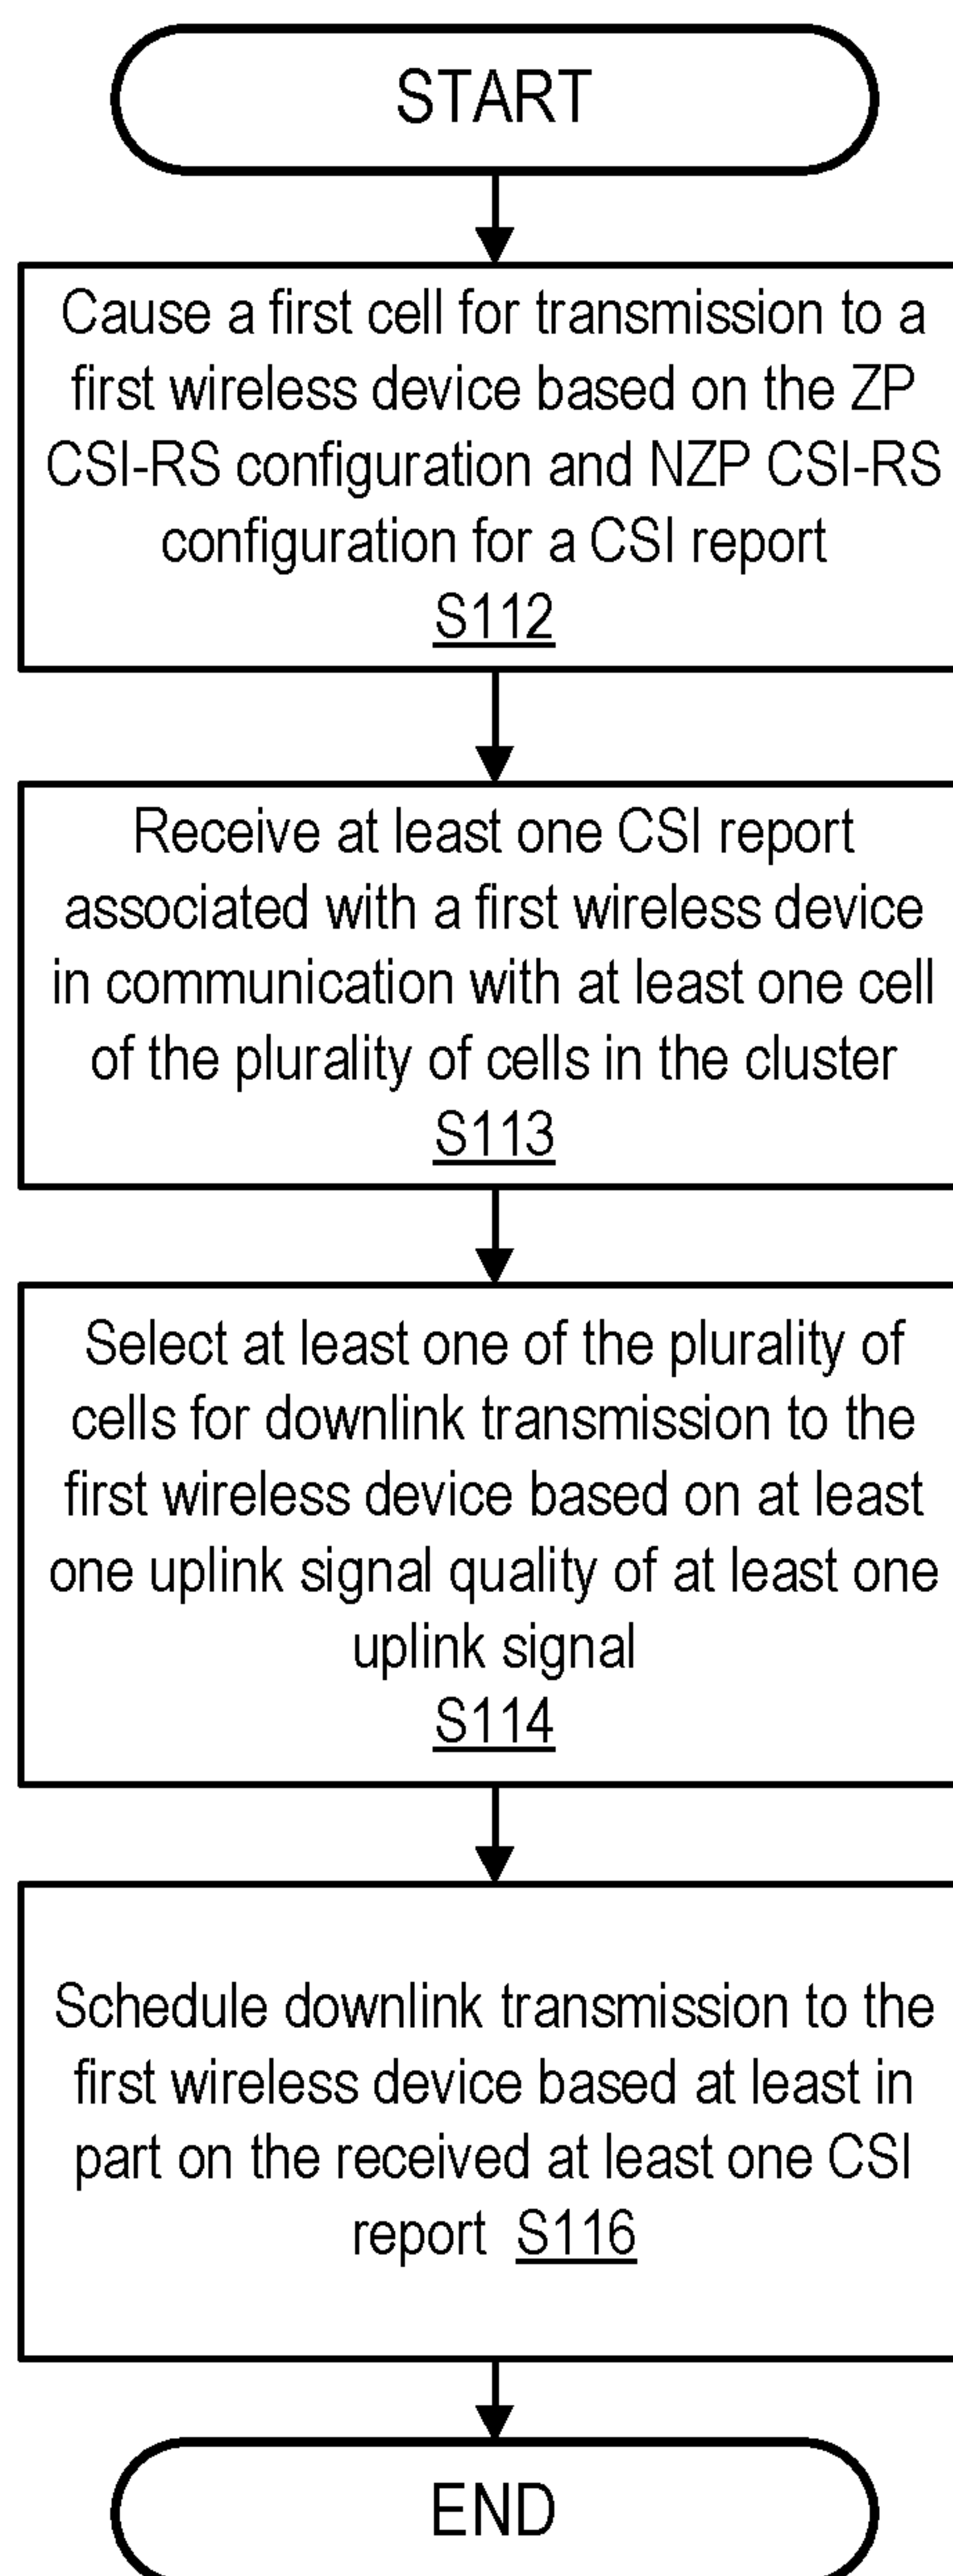 START
Cause a first cell for transmission to a
first wireless device based on the ZP
CSI-RS configuration and NZP CSI-RS
configuration for a CSI report
S112
Receive at least one CSI report
associated with a first wireless device
in communication with at least one cell
of the plurality of cells in the cluster
S113
Select at least one of the plurality of
cells for downlink transmission to the
first wireless device based on at least
one uplink signal quality of at least one
uplink signal
S114
Schedule downlink transmission to the
first wireless device based at least in
part on the received at least one CSI
report S116
END